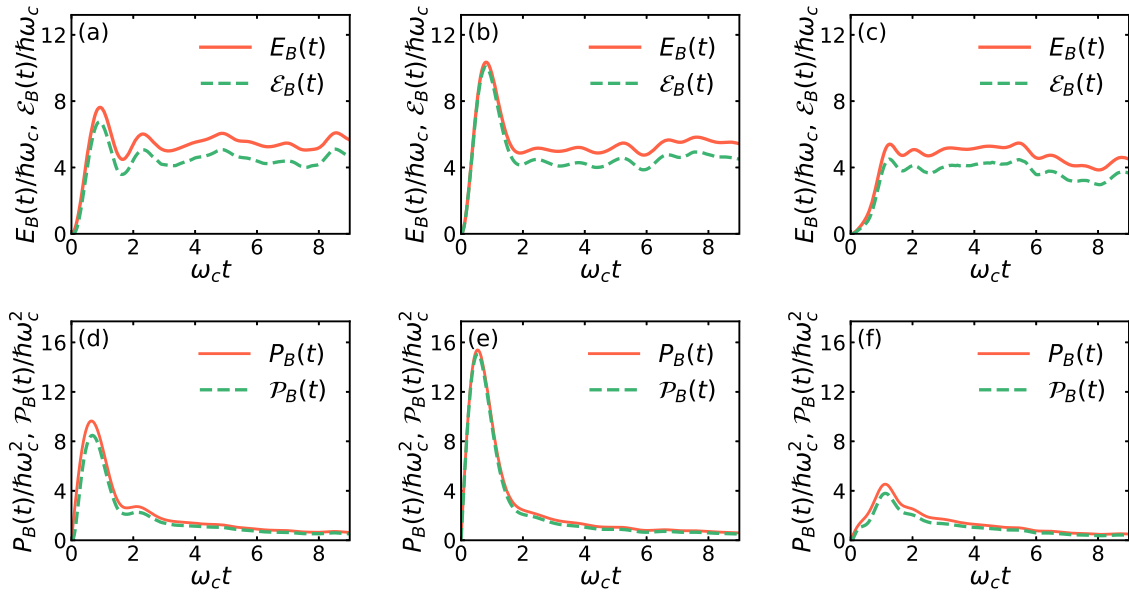 (a)
E_B(t)/ħω_c, ℰ_B(t)/ħω_c
12
8
4
0
E_B(t)
ℰ_B(t)
0 2 4 6 8
ω_c t
(b)
E_B(t)/ħω_c, ℰ_B(t)/ħω_c
12
8
4
0
E_B(t)
ℰ_B(t)
0 2 4 6 8
ω_c t
(c)
E_B(t)/ħω_c, ℰ_B(t)/ħω_c
12
8
4
0
E_B(t)
ℰ_B(t)
0 2 4 6 8
ω_c t
(d)
P_B(t)/ħω_c^2, 𝒫_B(t)/ħω_c^2
16
12
8
4
0
P_B(t)
𝒫_B(t)
0 2 4 6 8
ω_c t
(e)
P_B(t)/ħω_c^2, 𝒫_B(t)/ħω_c^2
16
12
8
4
0
P_B(t)
𝒫_B(t)
0 2 4 6 8
ω_c t
(f)
P_B(t)/ħω_c^2, 𝒫_B(t)/ħω_c^2
16
12
8
4
0
P_B(t)
𝒫_B(t)
0 2 4 6 8
ω_c t